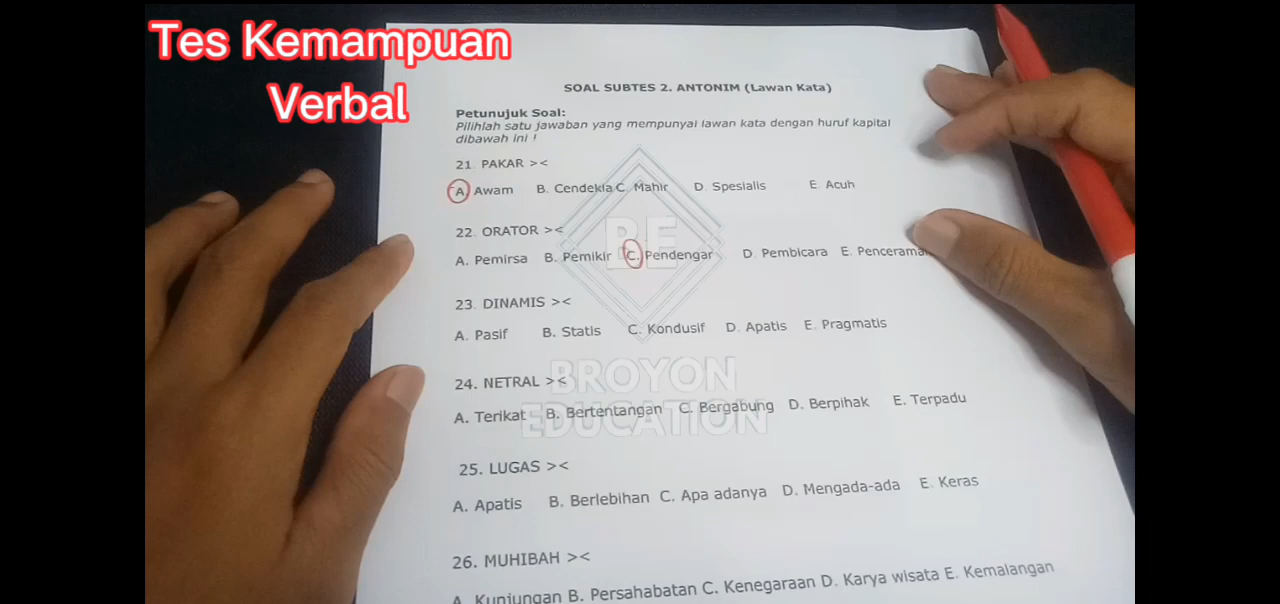 Tes Kemampuan
Verbal
SOAL SUBTES 2. ANTONIM (Lawan Kata)
Petunujuk Soal:
Pilihlah satu jawaban yang mempunyai lawan kata dengan huruf kapital
dibawah ini !
21. PAKAR ><
A. Awam B. Cendekia C. Mahir D. Spesialis E. Acuh
22. ORATOR ><
A. Pemirsa B. Pemikir C. Pendengar D. Pembicara E.
23. DINAMIS ><
A. Pasif B. Statis C. Kondusif D. Apatis E. Pragmatis
24. NETRAL ><
A. Terikat B. Bertentangan C. Bergabung D. Berpihak E. Terpadu
25. LUGAS ><
A. Apatis B. Berlebihan C. Apa adanya D. Mengada-ada E. Keras
26. MUHIBAH ><
A. Kunjungan B. Persahabatan C. Kenegaraan D. Karya wisata E. Kemalangan
BE
BROYON
EDUCATION